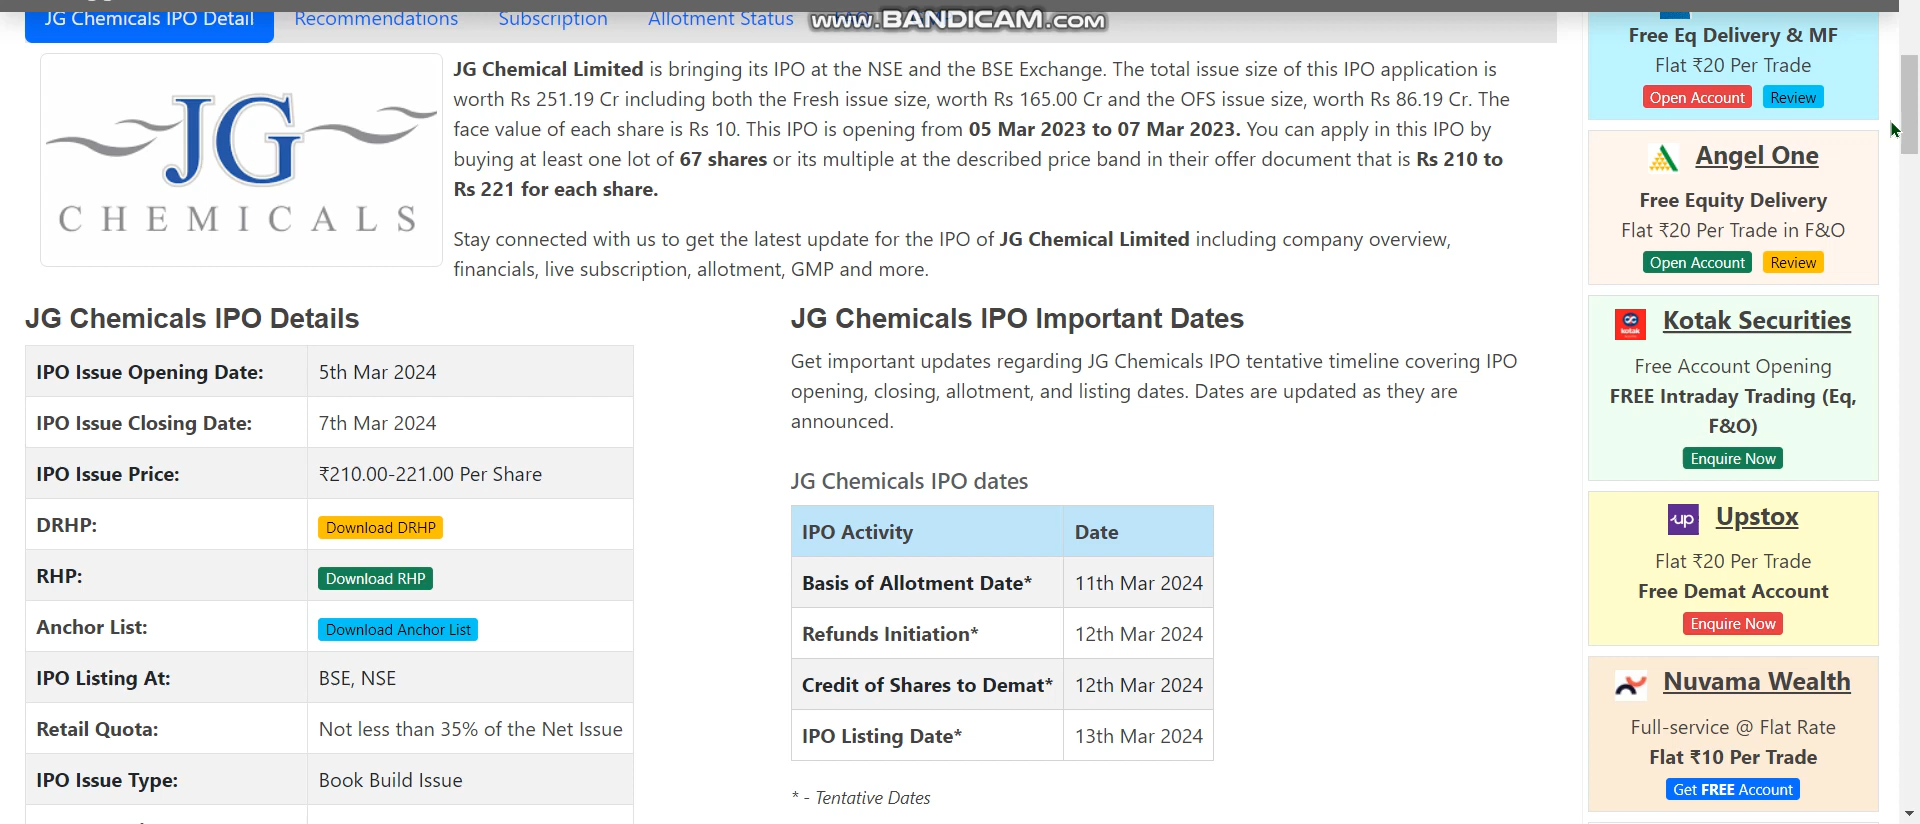 JG Chemicals IPO Detail
Recommendations
Subscription
Allotment Status
www.BANDICAM.com
JG
CHEMICALS
JG Chemical Limited is bringing its IPO at the NSE and the BSE Exchange. The total issue size of this IPO application is
worth Rs 251.19 Cr including both the Fresh issue size, worth Rs 165.00 Cr and the OFS issue size, worth Rs 86.19 Cr. The
face value of each share is Rs 10. This IPO is opening from 05 Mar 2023 to 07 Mar 2023. You can apply in this IPO by
buying at least one lot of 67 shares or its multiple at the described price band in their offer document that is Rs 210 to
Rs 221 for each share.
Stay connected with us to get the latest update for the IPO of JG Chemical Limited including company overview,
financials, live subscription, allotment, GMP and more.
JG Chemicals IPO Details
IPO Issue Opening Date: 5th Mar 2024
IPO Issue Closing Date: 7th Mar 2024
IPO Issue Price: ₹210.00-221.00 Per Share
DRHP: Download DRHP
RHP: Download RHP
Anchor List: Download Anchor List
IPO Listing At: BSE, NSE
Retail Quota: Not less than 35% of the Net Issue
IPO Issue Type: Book Build Issue
JG Chemicals IPO Important Dates
Get important updates regarding JG Chemicals IPO tentative timeline covering IPO
opening, closing, allotment, and listing dates. Dates are updated as they are
announced.
JG Chemicals IPO dates
IPO Activity Date
Basis of Allotment Date* 11th Mar 2024
Refunds Initiation* 12th Mar 2024
Credit of Shares to Demat* 12th Mar 2024
IPO Listing Date* 13th Mar 2024
* - Tentative Dates
Free Eq Delivery & MF
Flat ₹20 Per Trade
Open Account Review
Angel One
Free Equity Delivery
Flat ₹20 Per Trade in F&O
Open Account Review
kotak
Kotak Securities
Free Account Opening
FREE Intraday Trading (Eq,
F&O)
Enquire Now
up
Upstox
Flat ₹20 Per Trade
Free Demat Account
Enquire Now
Nuvama Wealth
Full-service @ Flat Rate
Flat ₹10 Per Trade
Get FREE Account